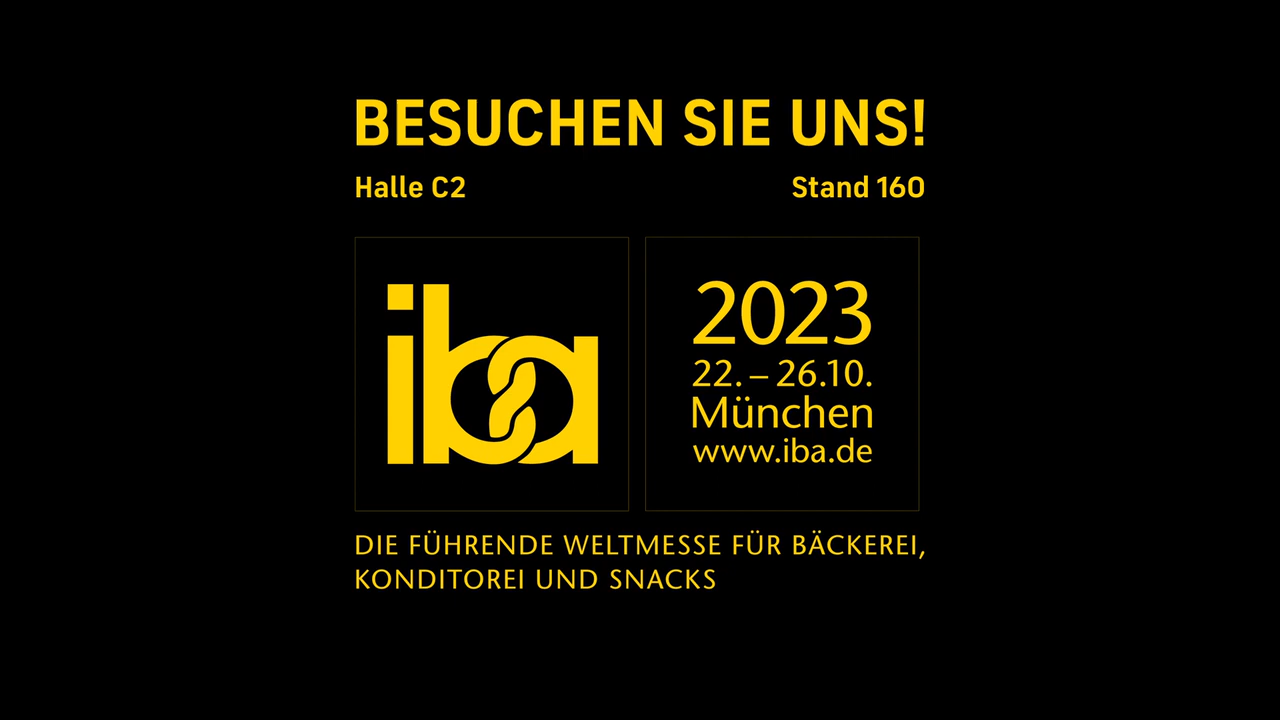 BESUCHEN SIE UNS!
Halle C2 Stand 160
iba
2023
22. – 26.10.
München
www.iba.de
DIE FÜHRENDE WELTMESSE FÜR BÄCKEREI,
KONDITOREI UND SNACKS